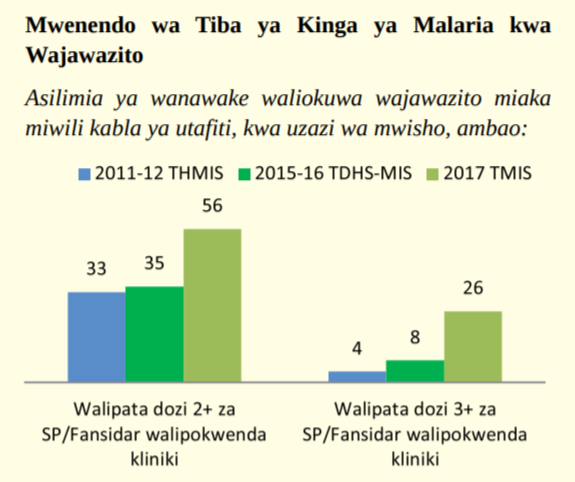 Mwenendo wa Tiba ya Kinga ya Malaria kwa
Wajawazito
Asilimia ya wanawake waliokuwa wajawazito miaka
miwili kabla ya utafiti, kwa uzazi wa mwisho, ambao:
2011-12 THMIS 2015-16 TDHS-MIS 2017 TMIS
56
33 35
26
4 8
Walipata dozi 2+ za
SP/Fansidar walipokwenda
kliniki
Walipata dozi 3+ za
SP/Fansidar walipokwenda
kliniki